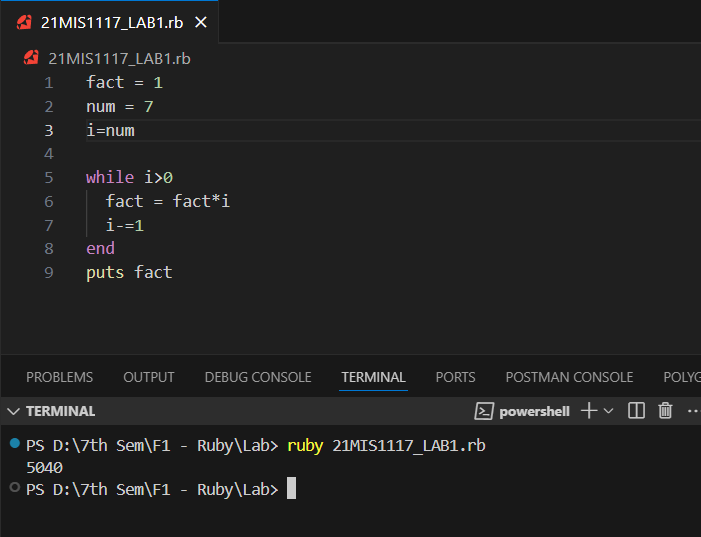 21MIS1117_LAB1.rb
21MIS1117_LAB1.rb
1 fact = 1
2 num = 7
3 i=num
4
5 while i>0
6 fact = fact*i
7 i-=1
8 end
9 puts fact
PROBLEMS OUTPUT DEBUG CONSOLE TERMINAL PORTS POSTMAN CONSOLE POLYG
TERMINAL powershell
PS D:\7th Sem\F1 - Ruby\Lab> ruby 21MIS1117_LAB1.rb
5040
PS D:\7th Sem\F1 - Ruby\Lab>